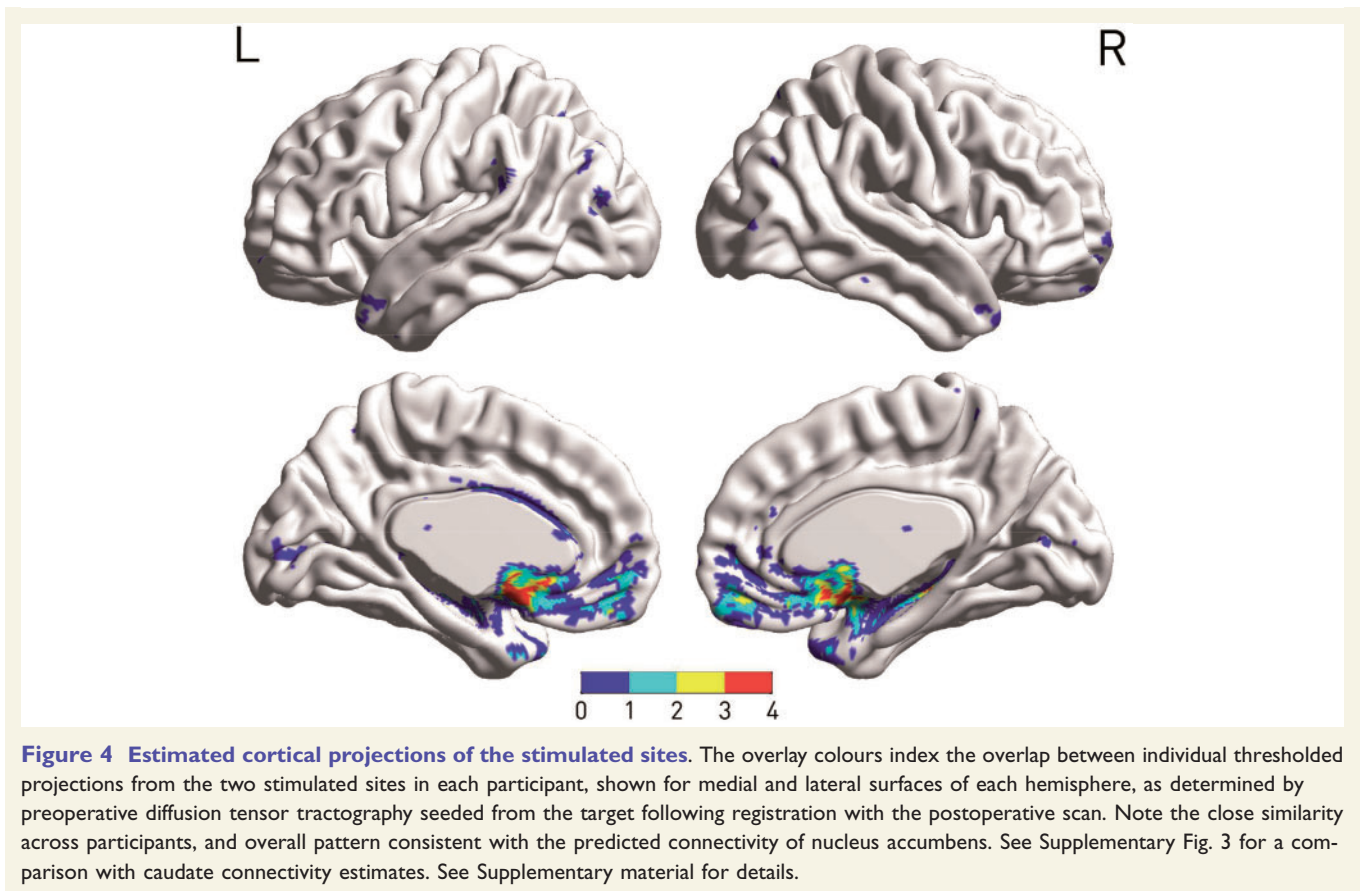 L R
0 1 2 3 4
Figure 4 Estimated cortical projections of the stimulated sites. The overlay colours index the overlap between individual thresholded
projections from the two stimulated sites in each participant, shown for medial and lateral surfaces of each hemisphere, as determined by
preoperative diffusion tensor tractography seeded from the target following registration with the postoperative scan. Note the close similarity
across participants, and overall pattern consistent with the predicted connectivity of nucleus accumbens. See Supplementary Fig. 3 for a com-
parison with caudate connectivity estimates. See Supplementary material for details.